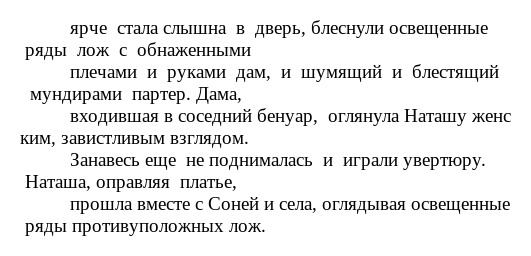 ярче стала слышна в дверь, блеснули освещенные
ряды лож с обнаженными
плечами и руками дам, и шумящий и блестящий
мундирами партер. Дама,
входившая в соседний бенуар, оглянула Наташу женс
ким, завистливым взглядом.
Занавесь еще не поднималась и играли увертюру.
Наташа, оправляя платье,
прошла вместе с Соней и села, оглядывая освещенные
ряды противуположных лож.